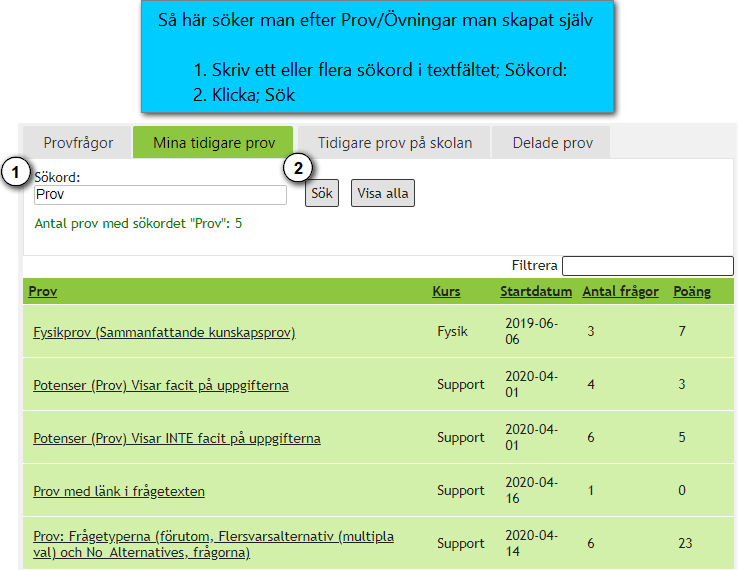 Så här söker man efter Prov/Övningar man skapat själv
1. Skriv ett eller flera sökord i textfältet; Sökord:
2. Klicka; Sök
Provfrågor Mina tidigare prov Tidigare prov på skolan Delade prov
1 2
Sökord:
Prov Sök Visa alla
Antal prov med sökordet "Prov": 5
Filtrera
Prov Kurs Startdatum Antal frågor Poäng
Fysikprov (Sammanfattande kunskapsprov) Fysik 2019-06-
06 3 7
Potenser (Prov) Visar facit på uppgifterna Support 2020-04-
01 4 3
Potenser (Prov) Visar INTE facit på uppgifterna Support 2020-04-
01 6 5
Prov med länk i frågetexten Support 2020-04-
16 1 0
Prov: Frågetyperna (förutom, Flersvarsalternativ (multipla
val) och No_Alternatives, frågorna) Support 2020-04-
14 6 23